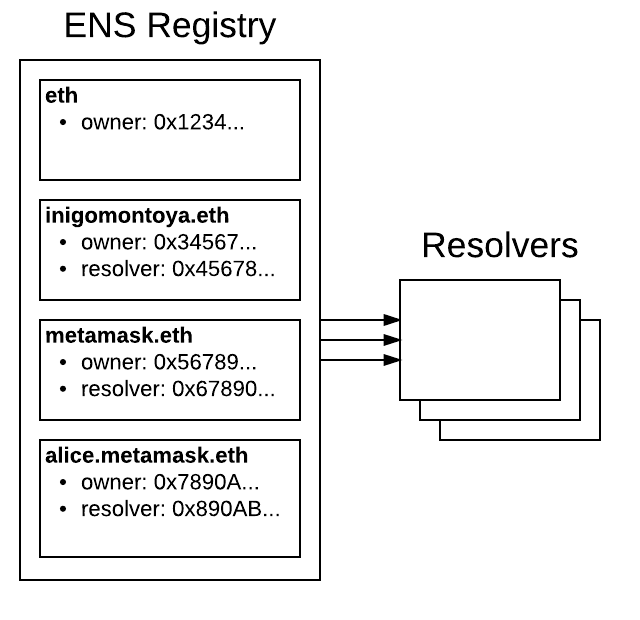 ENS Registry
eth
• owner: 0x1234...
inigomontoya.eth
• owner: 0x34567...
• resolver: 0x45678...
metamask.eth
• owner: 0x56789...
• resolver: 0x67890...
alice.metamask.eth
• owner: 0x7890A...
• resolver: 0x890AB...
Resolvers